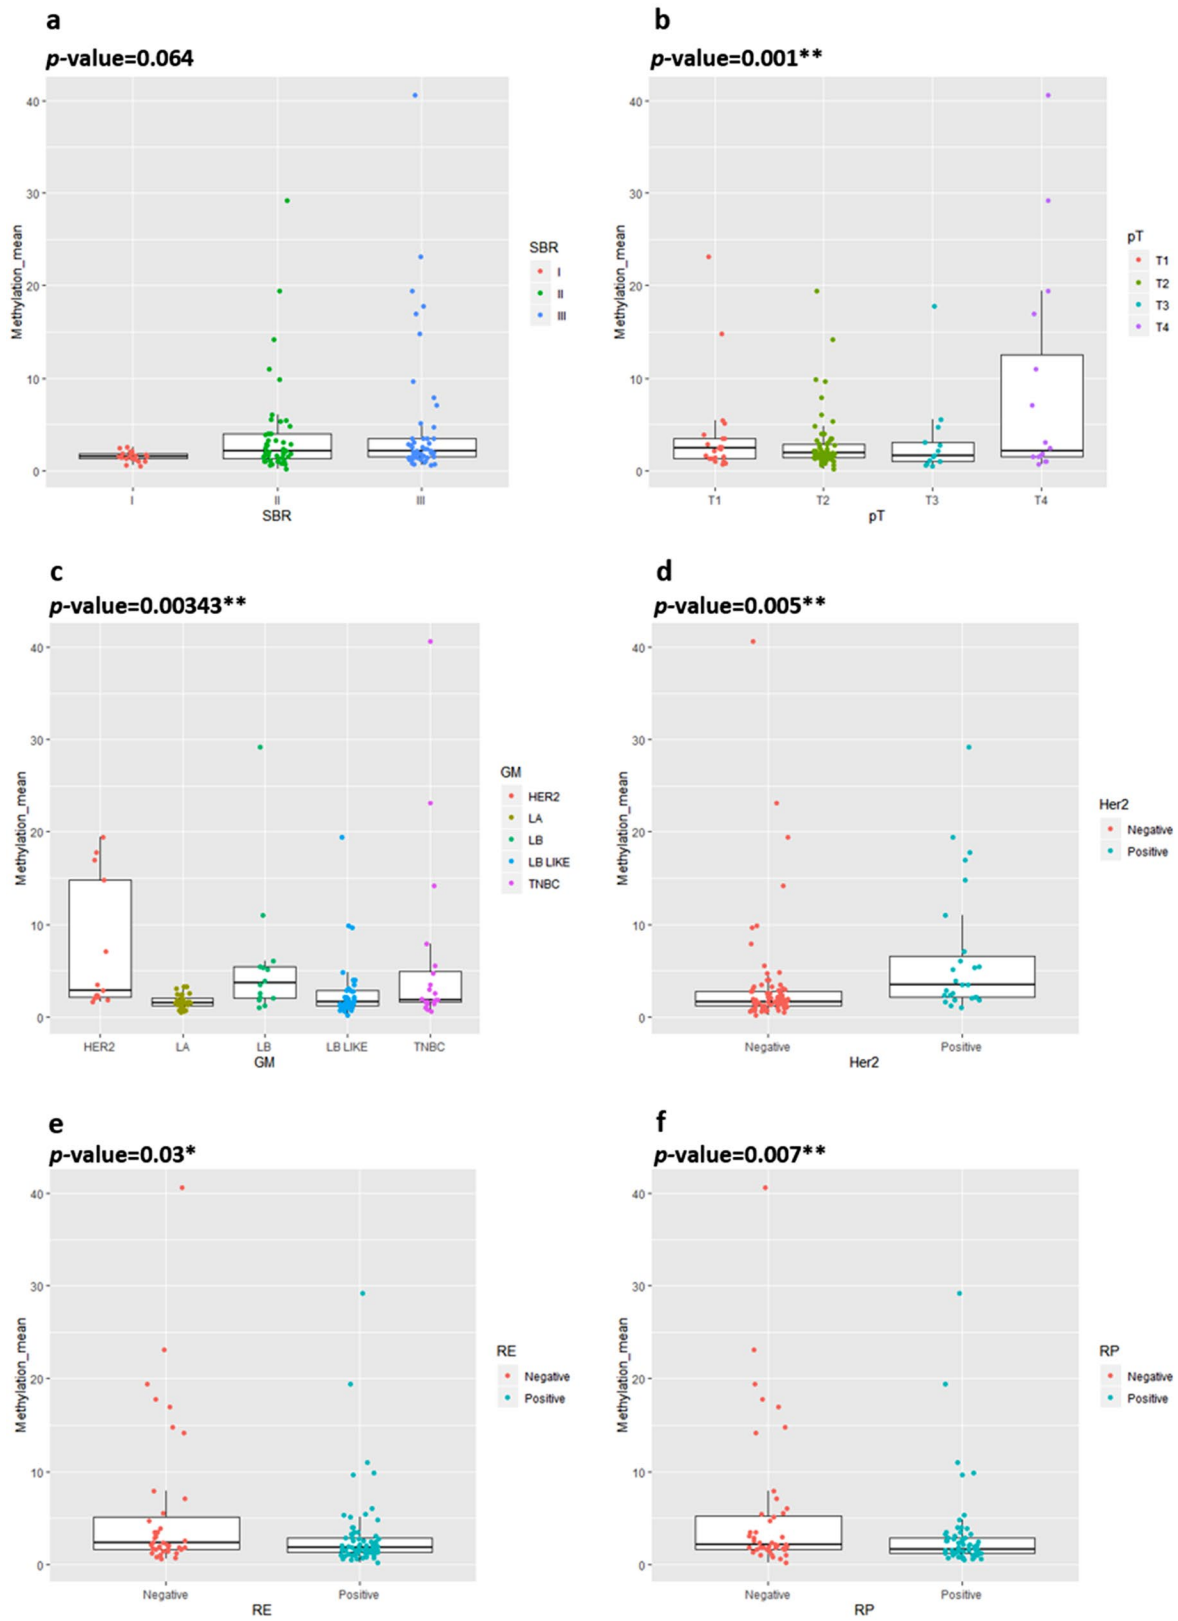 a
p-value=0.064
40
30
20
10
0
Methylation_mean
I
II
III
SBR
SBR
I
II
III
b
p-value=0.001**
40
30
20
10
0
Methylation_mean
T1
T2
T3
T4
pT
pT
T1
T2
T3
T4
c
p-value=0.00343**
40
30
20
10
0
Methylation_mean
HER2
LA
LB
LB LIKE
TNBC
GM
GM
HER2
LA
LB
LB LIKE
TNBC
d
p-value=0.005**
40
30
20
10
0
Methylation_mean
Negative
Positive
Her2
Her2
Negative
Positive
e
p-value=0.03*
40
30
20
10
0
Methylation_mean
Negative
Positive
RE
RE
Negative
Positive
f
p-value=0.007**
40
30
20
10
0
Methylation_mean
Negative
Positive
RP
RP
Negative
Positive